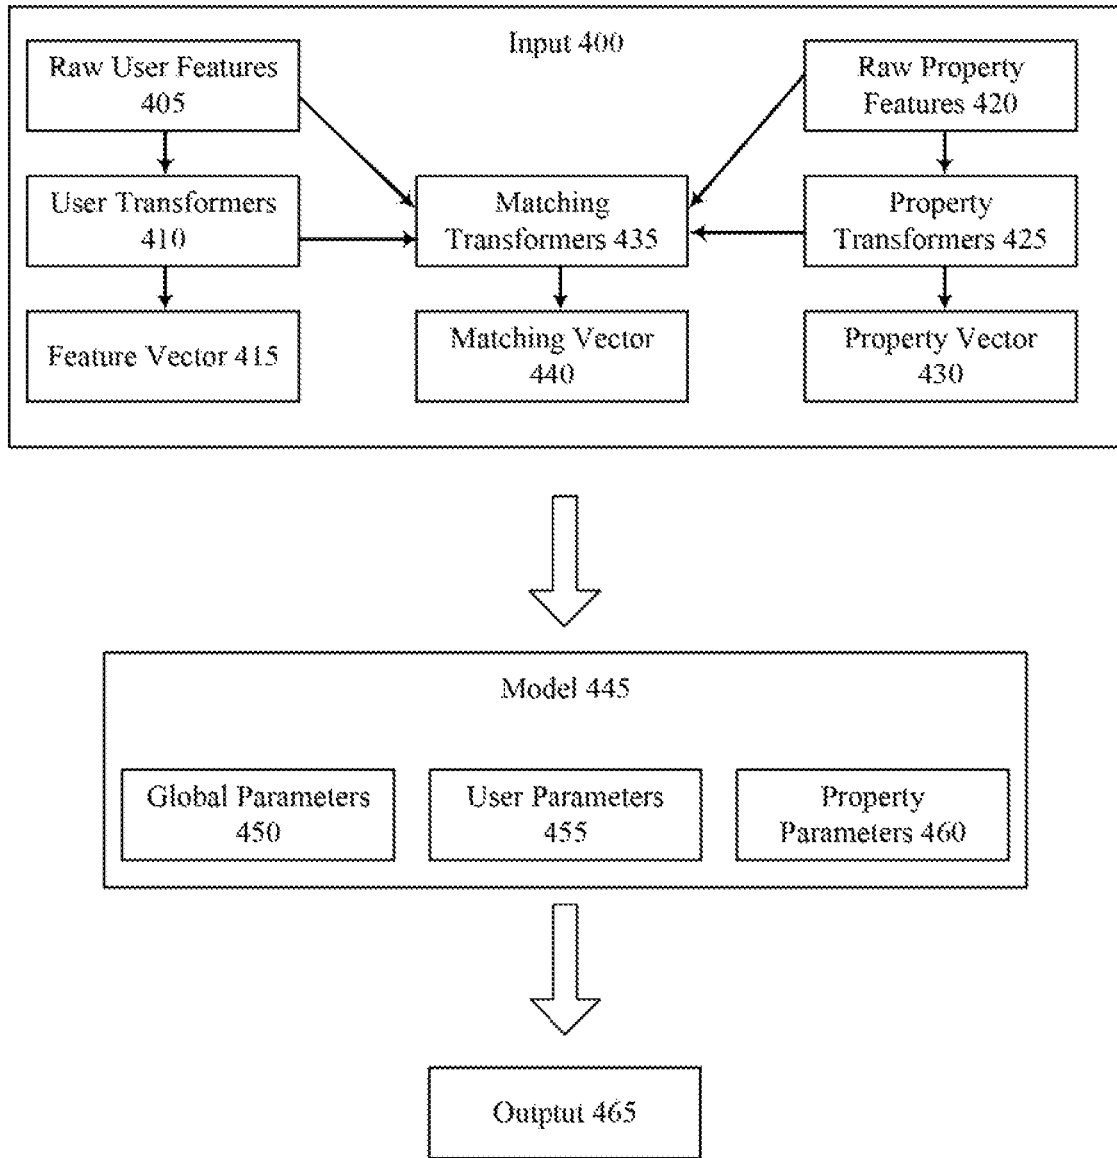 Input 400
Raw User Features
405
Raw Property
Features 420
User Transformers
410
Matching
Transformers 435
Property
Transformers 425
Feature Vector 415
Matching Vector
440
Property Vector
430
Model 445
Global Parameters
450
User Parameters
455
Property
Parameters 460
Outptut 465